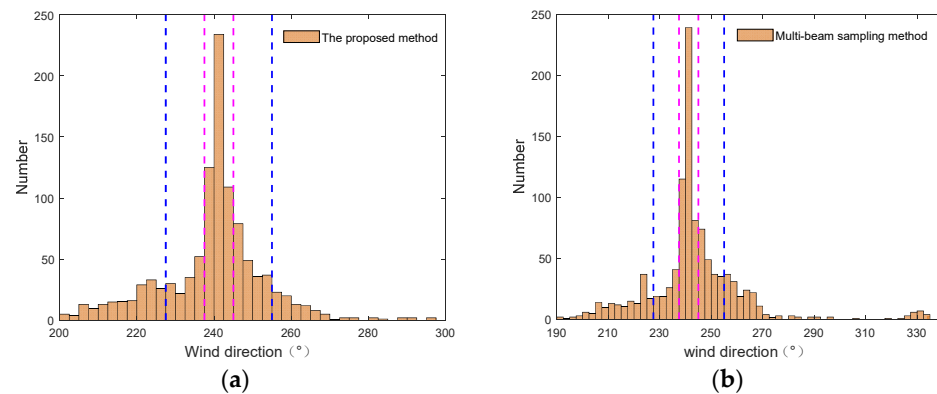 250
200
150
100
50
0
Number
The proposed method
200 220 240 260 280 300
Wind direction（°）
(a)
250
200
150
100
50
0
Number
Multi-beam sampling method
190 210 230 250 270 290 310 330
wind direction（°）
(b)